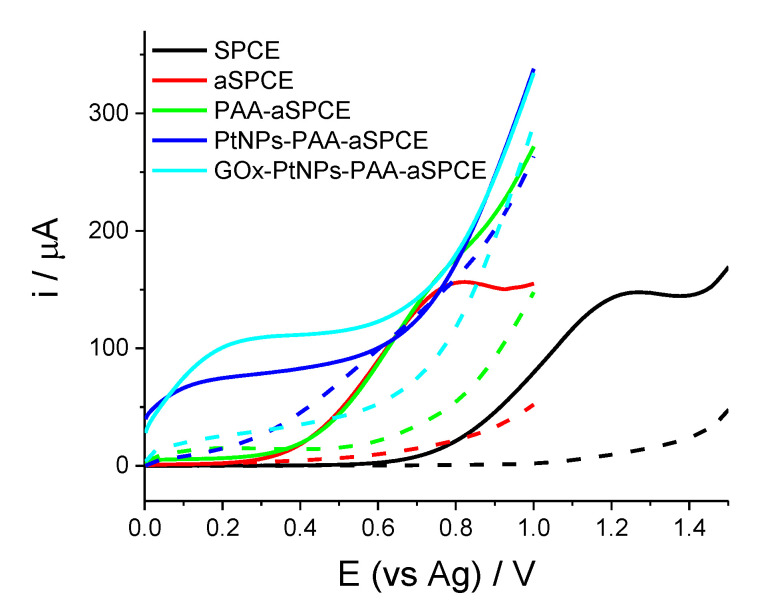 SPCE
aSPCE
PAA-aSPCE
PtNPs-PAA-aSPCE
GOx-PtNPs-PAA-aSPCE
300
200
100
0
i / µA
0.0 0.2 0.4 0.6 0.8 1.0 1.2 1.4
E (vs Ag) / V